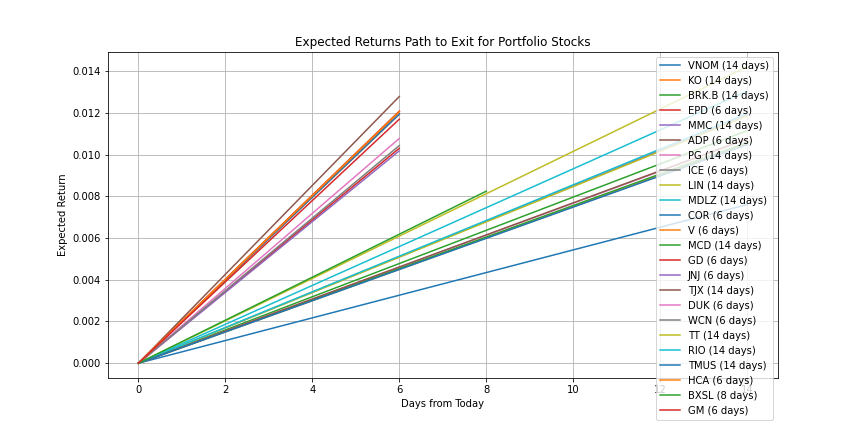 Expected Returns Path to Exit for Portfolio Stocks
Expected Return
0.014
0.012
0.010
0.008
0.006
0.004
0.002
0.000
0 2 4 6 8 10 12 14
Days from Today
VNOM (14 days)
KO (14 days)
BRK.B (14 days)
EPD (6 days)
MMC (14 days)
ADP (6 days)
PG (14 days)
ICE (6 days)
LIN (14 days)
MDLZ (14 days)
COR (6 days)
V (6 days)
MCD (14 days)
GD (6 days)
JNJ (6 days)
TJX (14 days)
DUK (6 days)
WCN (6 days)
TT (14 days)
RIO (14 days)
TMUS (14 days)
HCA (6 days)
BXSL (8 days)
GM (6 days)